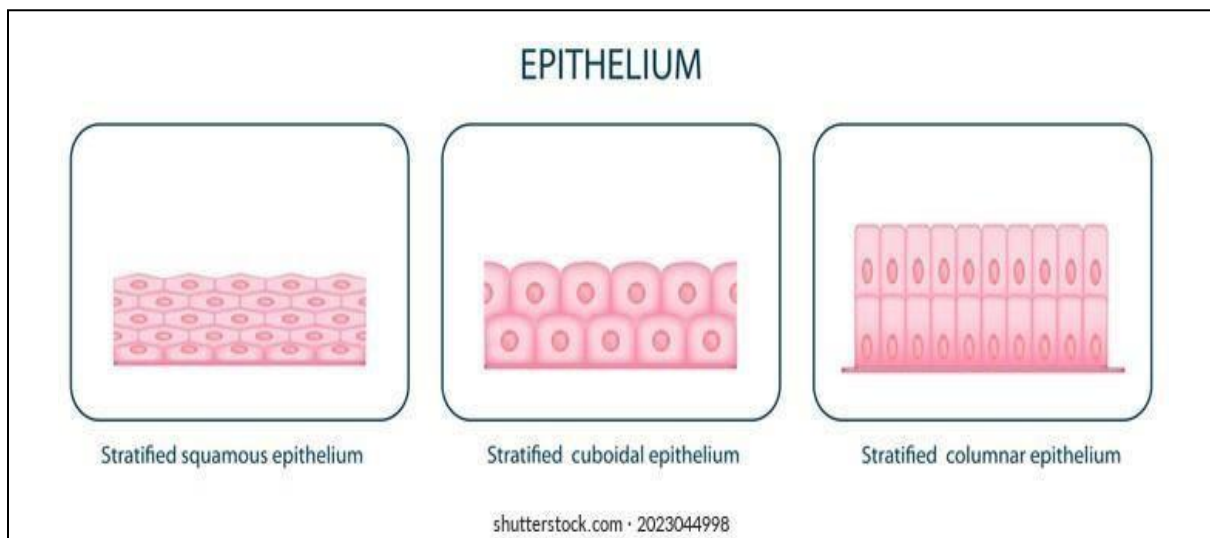 EPITHELIUM
Stratified squamous epithelium
Stratified cuboidal epithelium
Stratified columnar epithelium
shutterstock.com · 2023044998